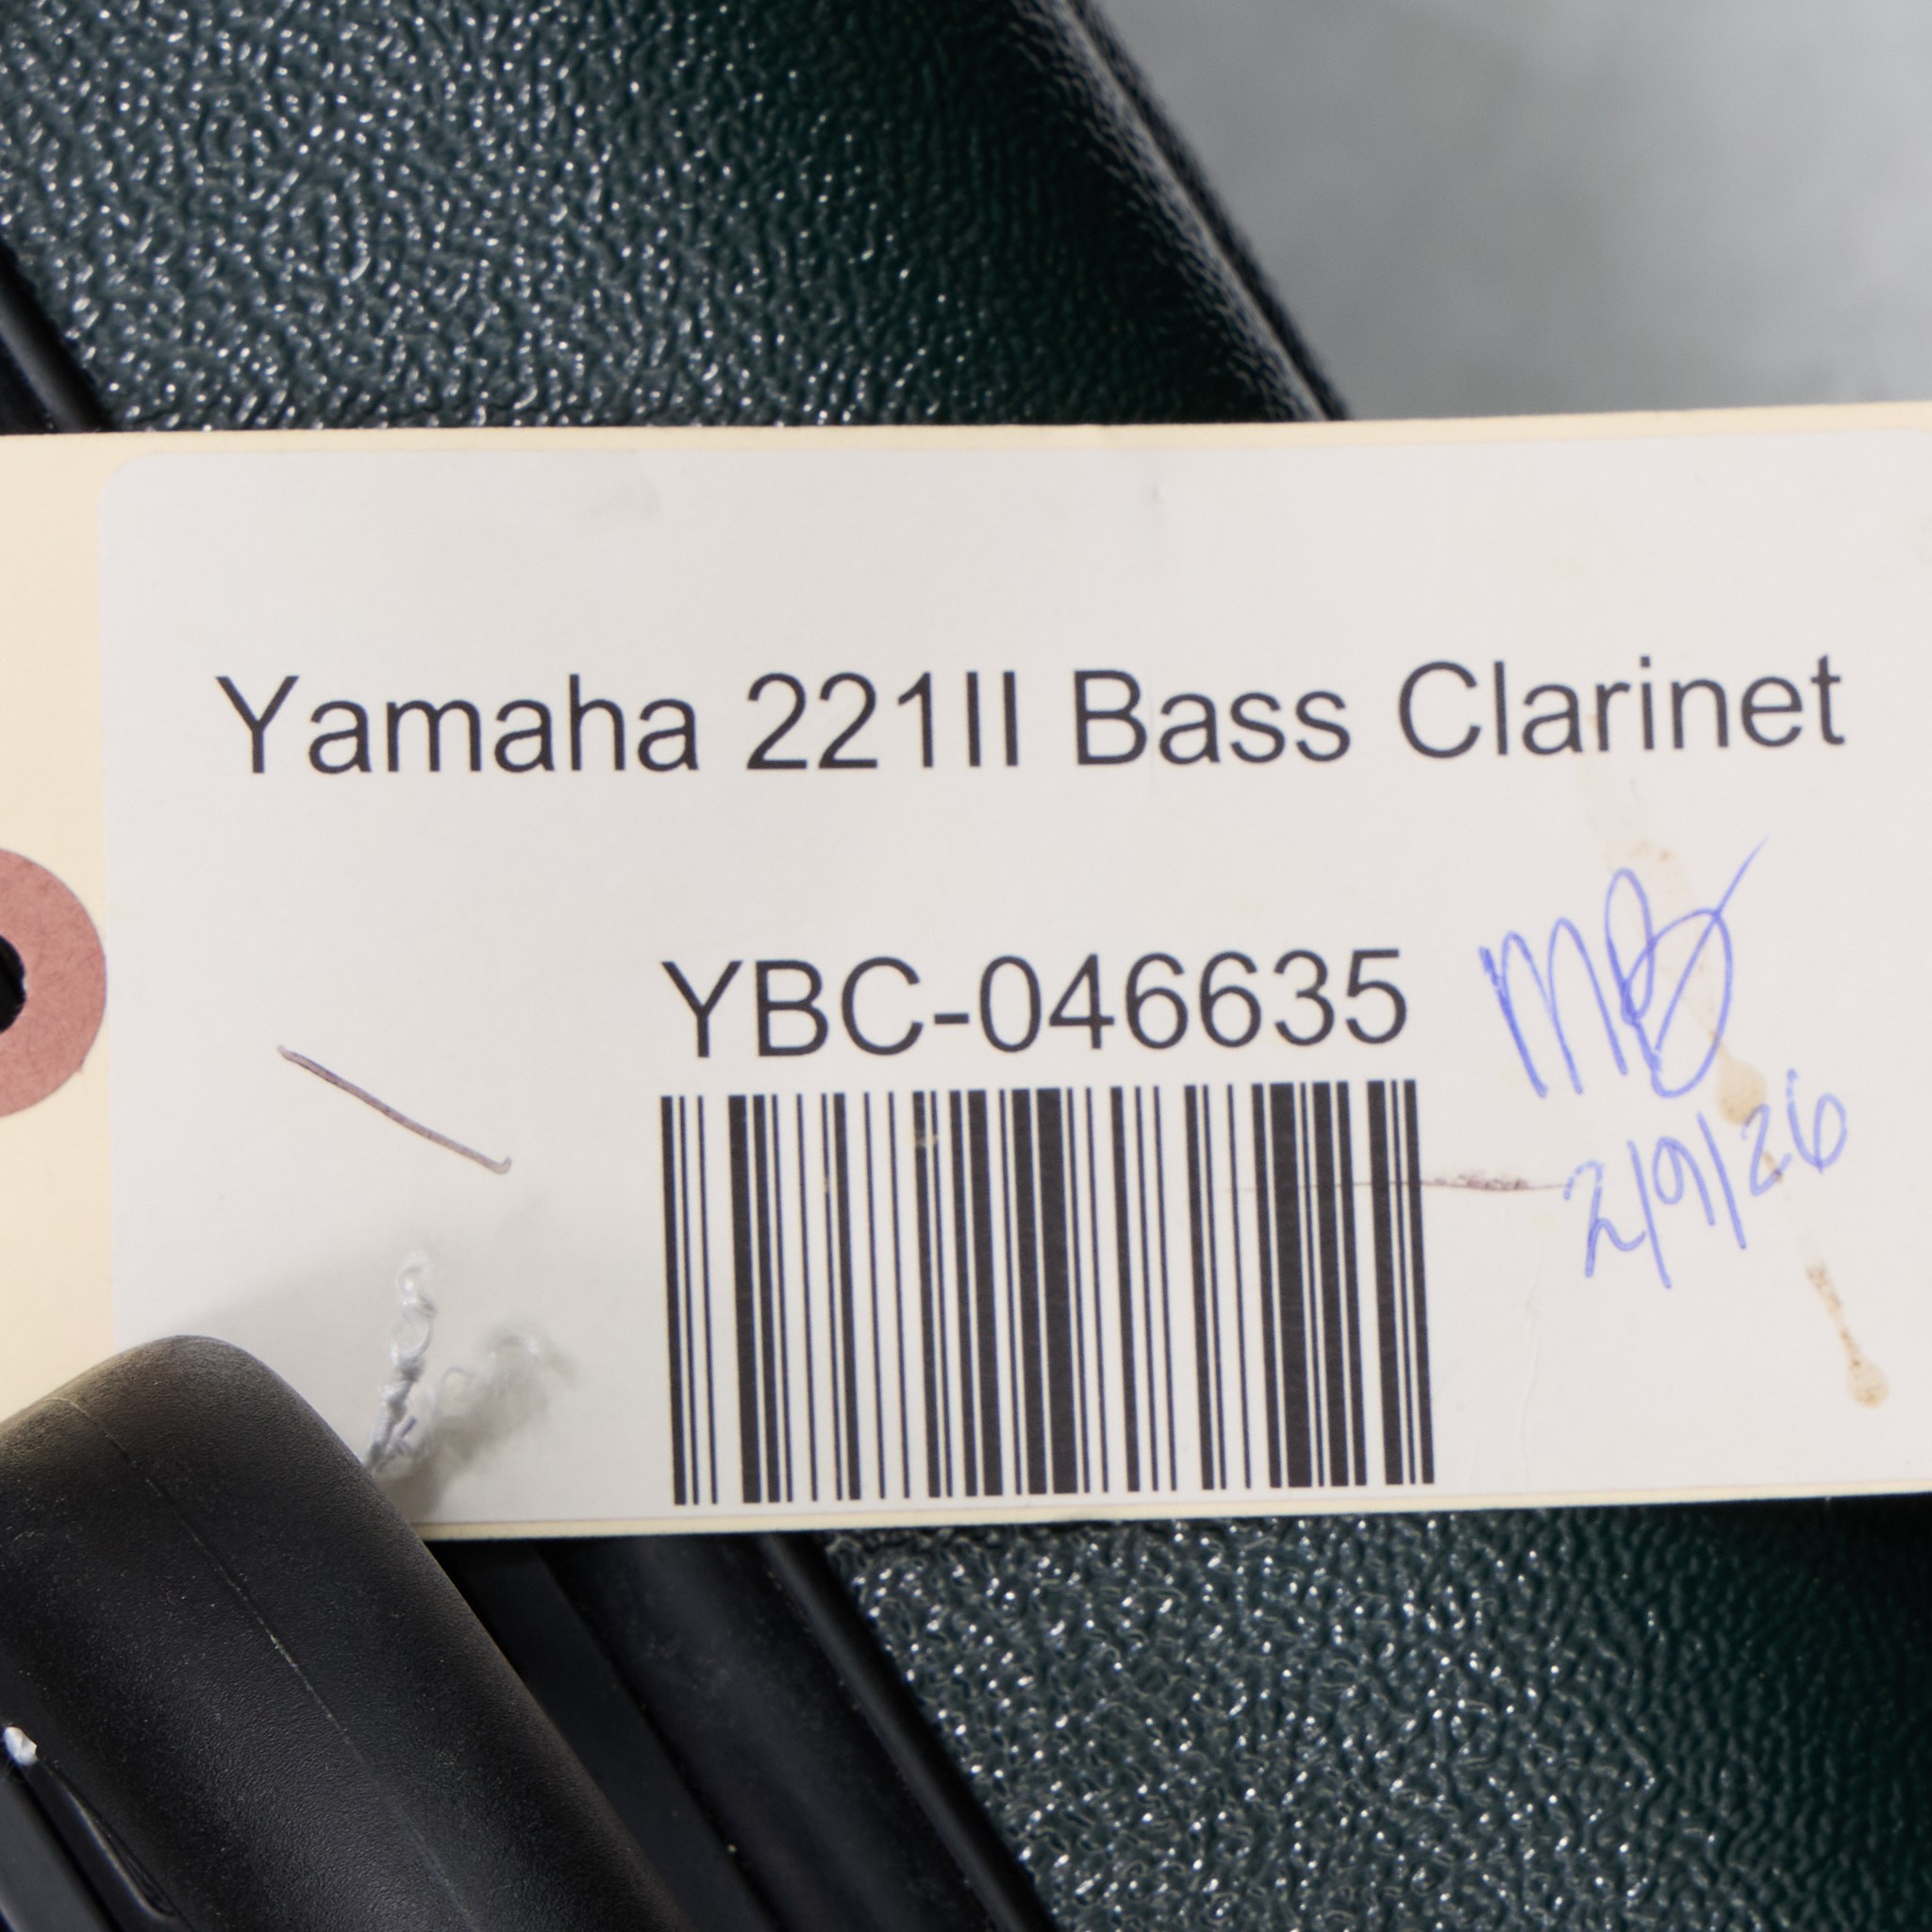 Yamaha 221II Bass Clarinet
YBC-046635
MB
2/9/26